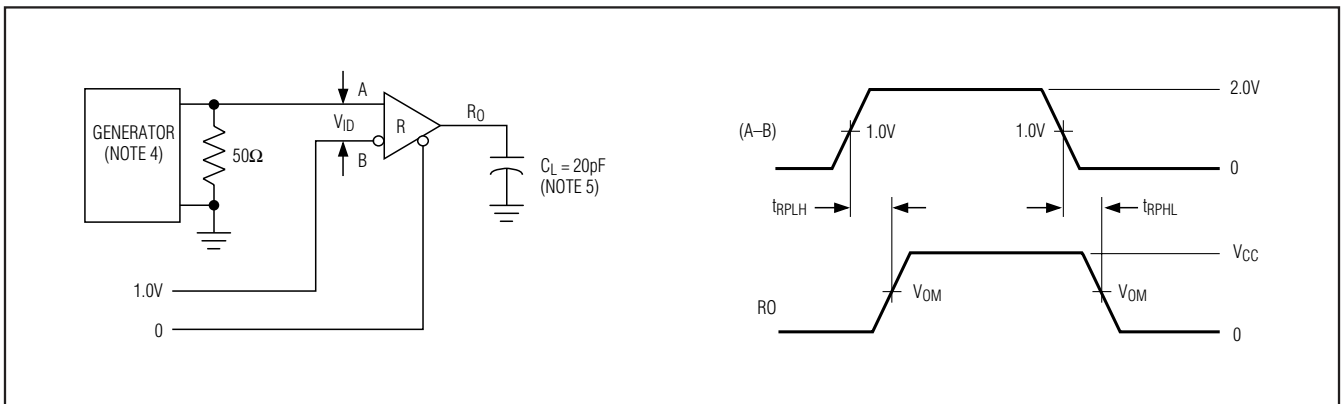 GENERATOR
(NOTE 4)
50Ω
V_ID
A
B
R
R_O
C_L = 20pF
(NOTE 5)
1.0V
0
(A–B)
1.0V
1.0V
2.0V
0
t_RPLH
t_RPHL
RO
V_OM
V_OM
V_CC
0